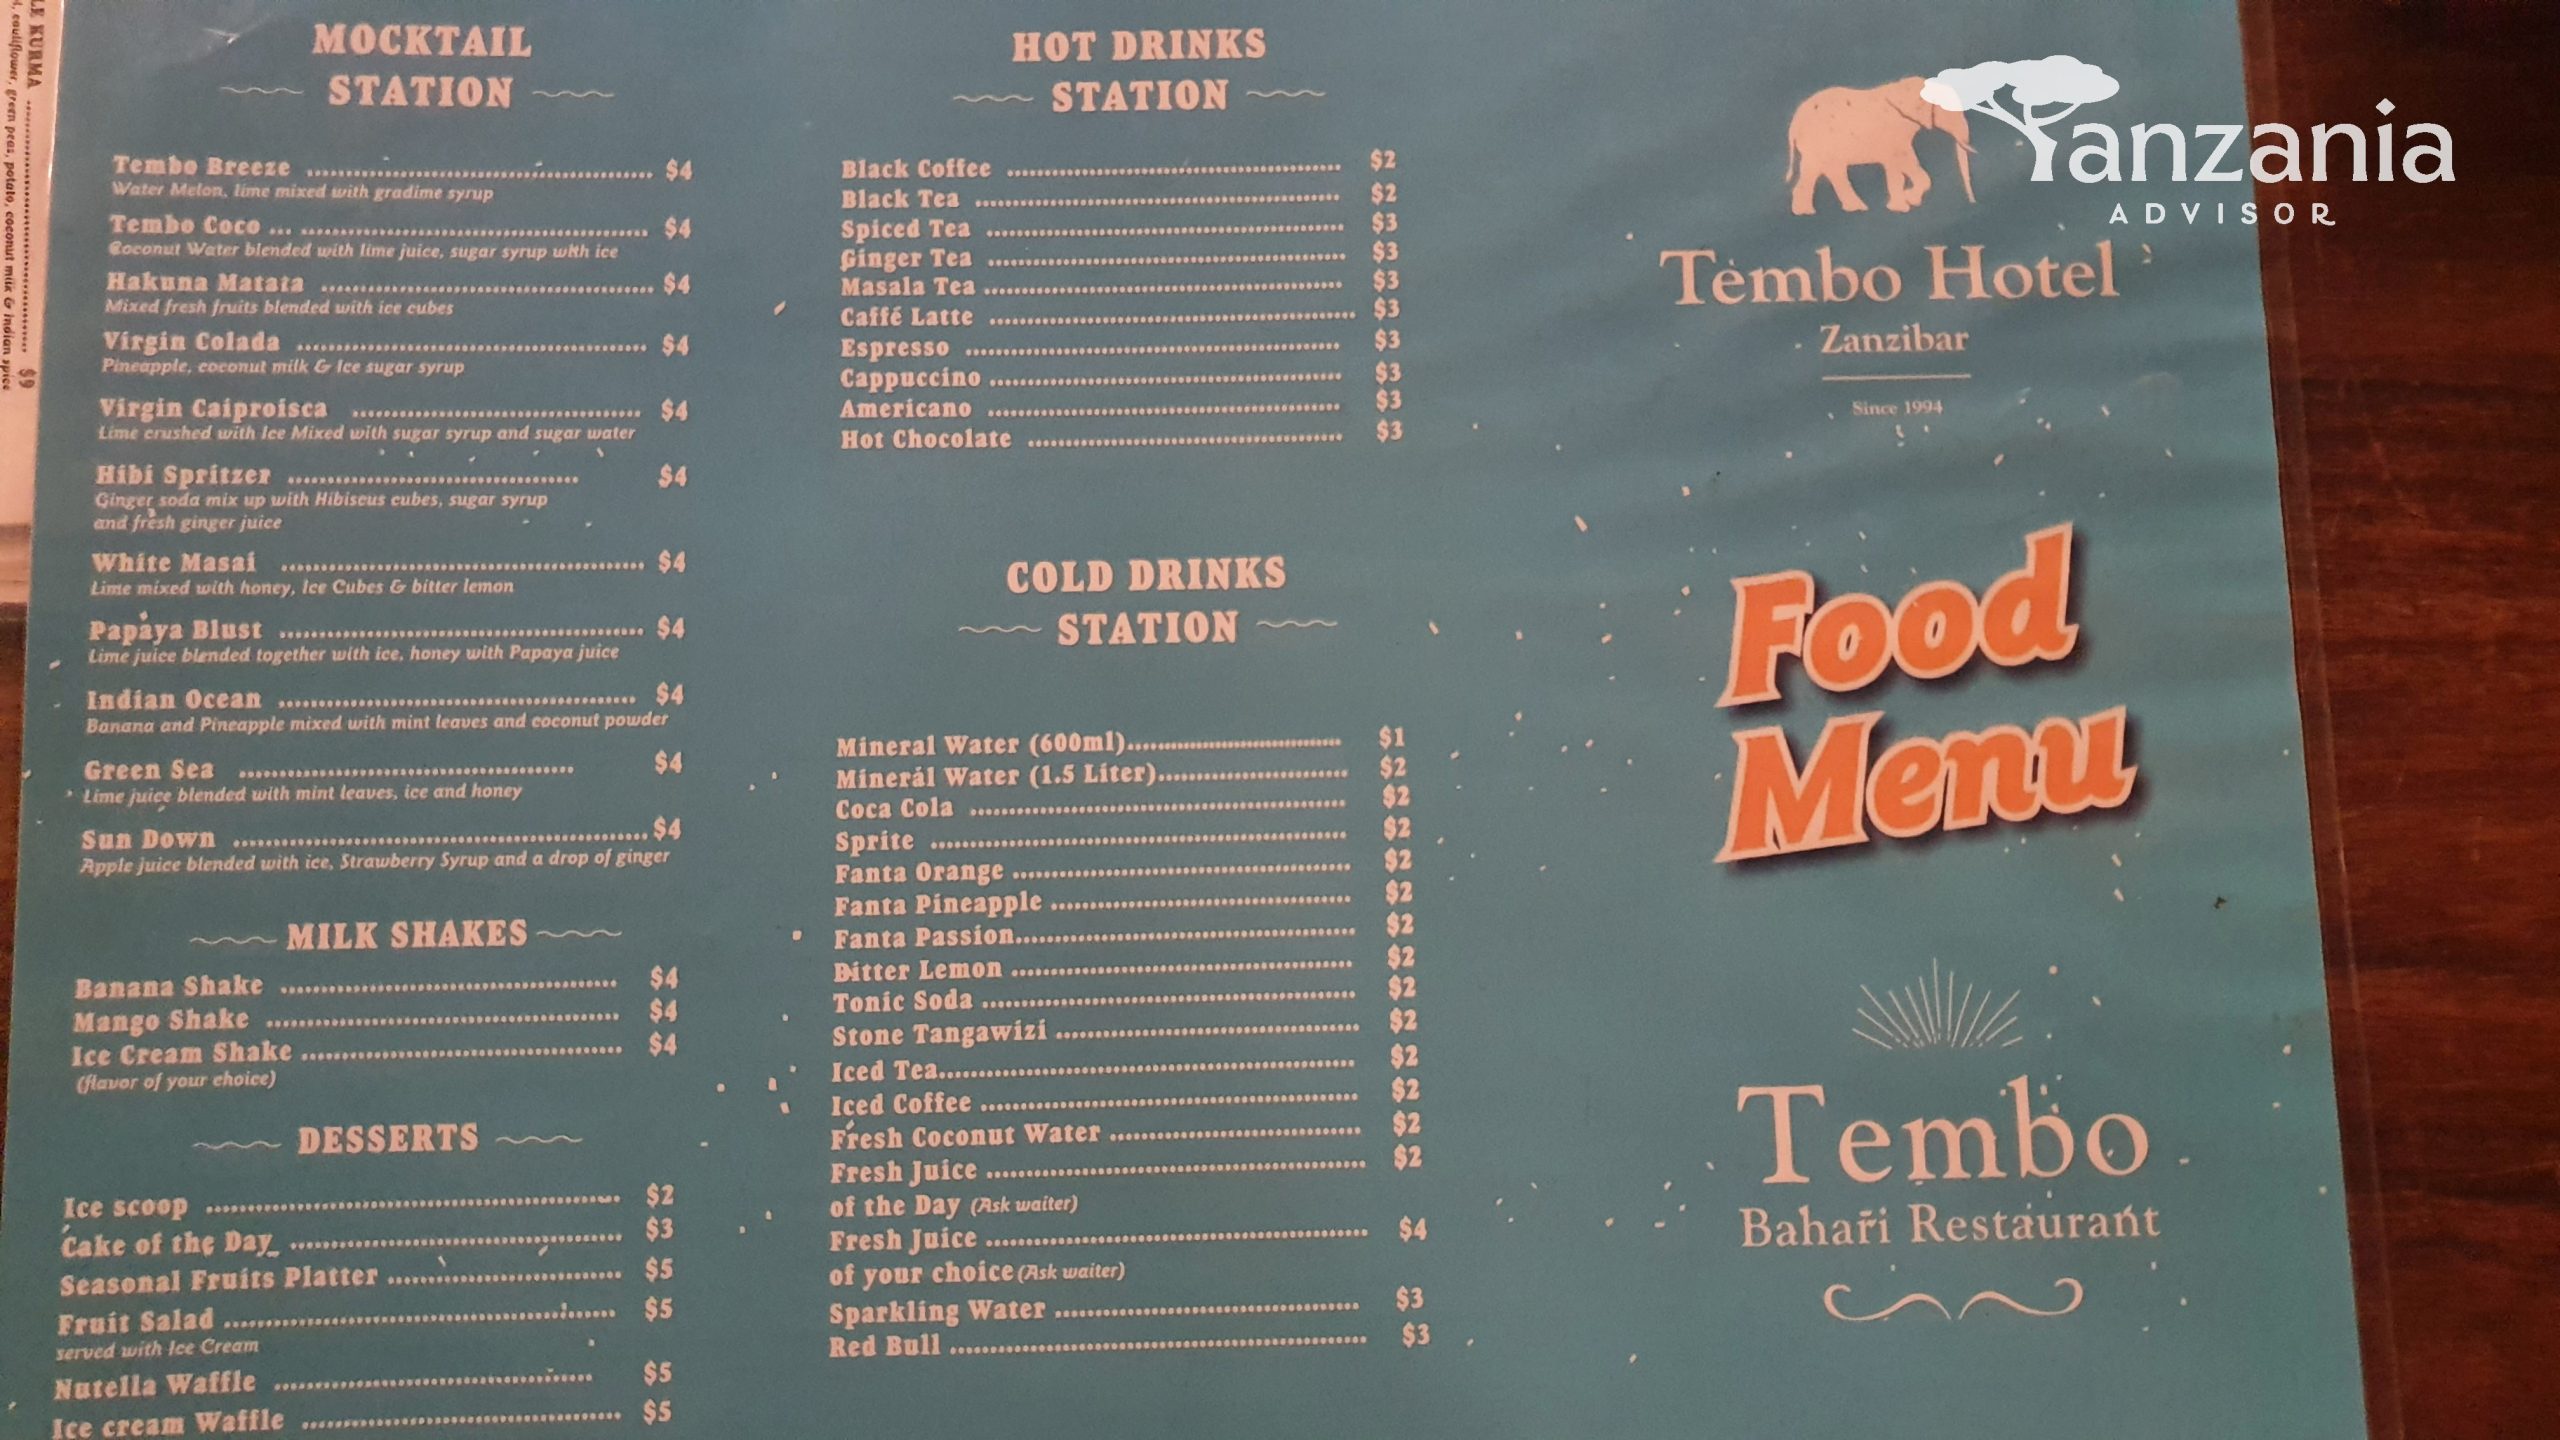 LE KURMA
cauliflower, green peas, potato, coconut milk & indian spice
$9
MOCKTAIL
STATION
Tembo Breeze $4
Water Melon, lime mixed with gradime syrup
Tembo Coco ... $4
Coconut Water blended with lime juice, sugar syrup with ice
Hakuna Matata $4
Mixed fresh fruits blended with ice cubes
Virgin Colada $4
Pineapple, coconut milk & Ice sugar syrup
Virgin Caiproisca $4
Lime crushed with Ice Mixed with sugar syrup and sugar water
Hibi Spritzer $4
Ginger soda mix up with Hibiscus cubes, sugar syrup
and fresh ginger juice
White Masai $4
Lime mixed with honey, Ice Cubes & bitter lemon
Papaya Blust $4
Lime juice blended together with ice, honey with Papaya juice
Indian Ocean $4
Banana and Pineapple mixed with mint leaves and coconut powder
Green Sea $4
Lime juice blended with mint leaves, ice and honey
Sun Down $4
Apple juice blended with ice, Strawberry Syrup and a drop of ginger
MILK SHAKES
Banana Shake $4
Mango Shake $4
Ice Cream Shake $4
(flavor of your choice)
DESSERTS
Ice scoop $2
Cake of the Day $3
Seasonal Fruits Platter $5
Fruit Salad $5
served with Ice Cream
Nutella Waffle $5
Ice cream Waffle $5
HOT DRINKS
STATION
Black Coffee $2
Black Tea $2
Spiced Tea $3
Ginger Tea $3
Masala Tea $3
Caffé Latte $3
Espresso $3
Cappuccino $3
Americano $3
Hot Chocolate $3
COLD DRINKS
STATION
Mineral Water (600ml) $1
Mineral Water (1.5 Liter) $2
Coca Cola $2
Sprite $2
Fanta Orange $2
Fanta Pineapple $2
Fanta Passion $2
Bitter Lemon $2
Tonic Soda $2
Stone Tangawizi $2
Iced Tea $2
Iced Coffee $2
Fresh Coconut Water $2
Fresh Juice $2
of the Day (Ask waiter)
Fresh Juice $4
of your choice (Ask waiter)
Sparkling Water $3
Red Bull $3
Tanzania
ADVISOR
Tembo Hotel
Zanzibar
Since 1994
Food
Menu
Tembo
Bahari Restaurant